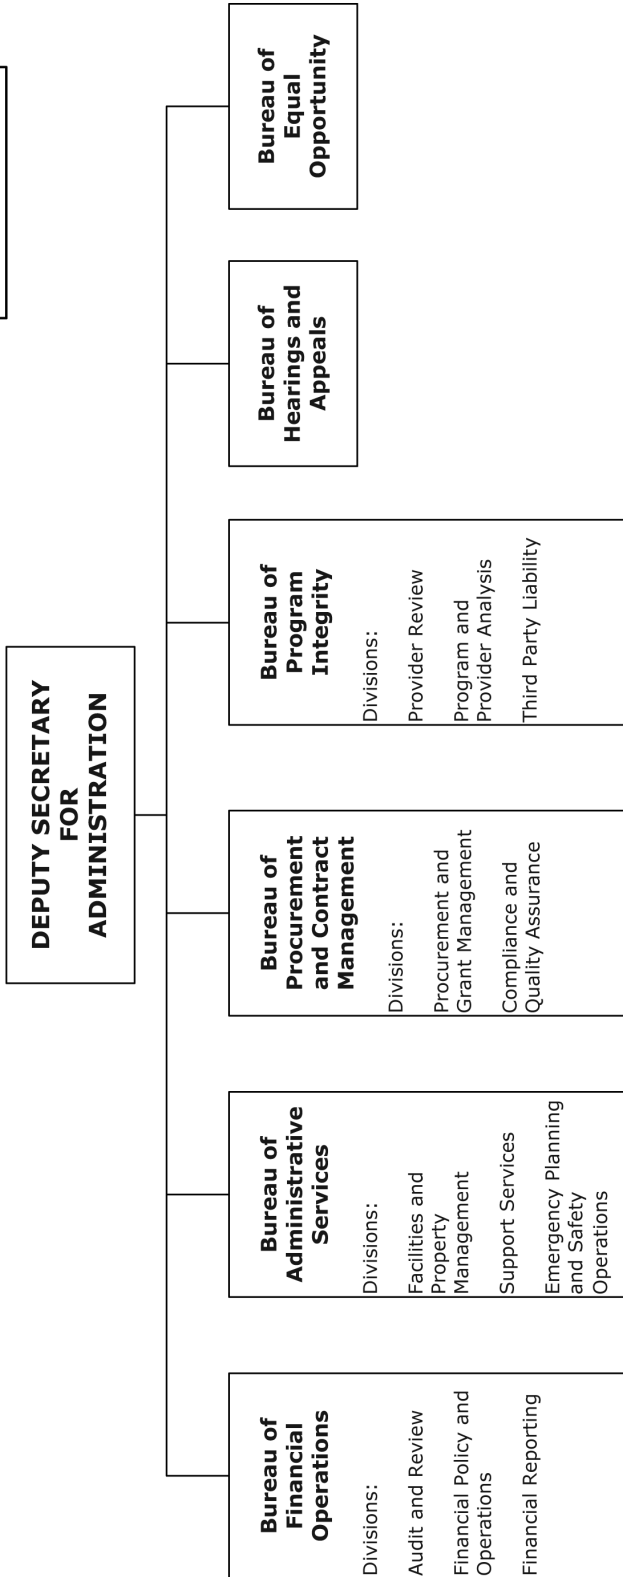 DEPUTY SECRETARY
FOR
ADMINISTRATION
Bureau of
Financial
Operations
Divisions:
Audit and Review
Financial Policy and
Operations
Financial Reporting
Bureau of
Administrative
Services
Divisions:
Facilities and
Property
Management
Support Services
Emergency Planning
and Safety
Operations
Bureau of
Procurement
and Contract
Management
Divisions:
Procurement and
Grant Management
Compliance and
Quality Assurance
Bureau of
Program
Integrity
Divisions:
Provider Review
Program and
Provider Analysis
Third Party Liability
Bureau of
Hearings and
Appeals
Bureau of
Equal
Opportunity